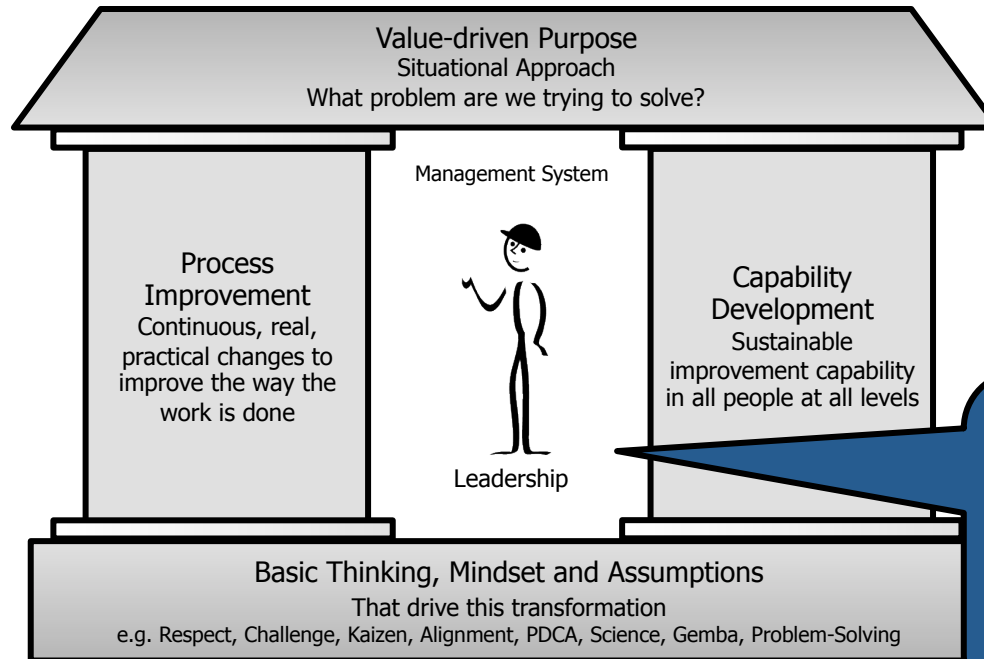 Value-driven Purpose
Situational Approach
What problem are we trying to solve?
Management System
Process
Improvement
Continuous, real,
practical changes to
improve the way the
work is done
Capability
Development
Sustainable
improvement capability
in all people at all levels
Leadership
Basic Thinking, Mindset and Assumptions
That drive this transformation
e.g. Respect, Challenge, Kaizen, Alignment, PDCA, Science, Gemba, Problem-Solving